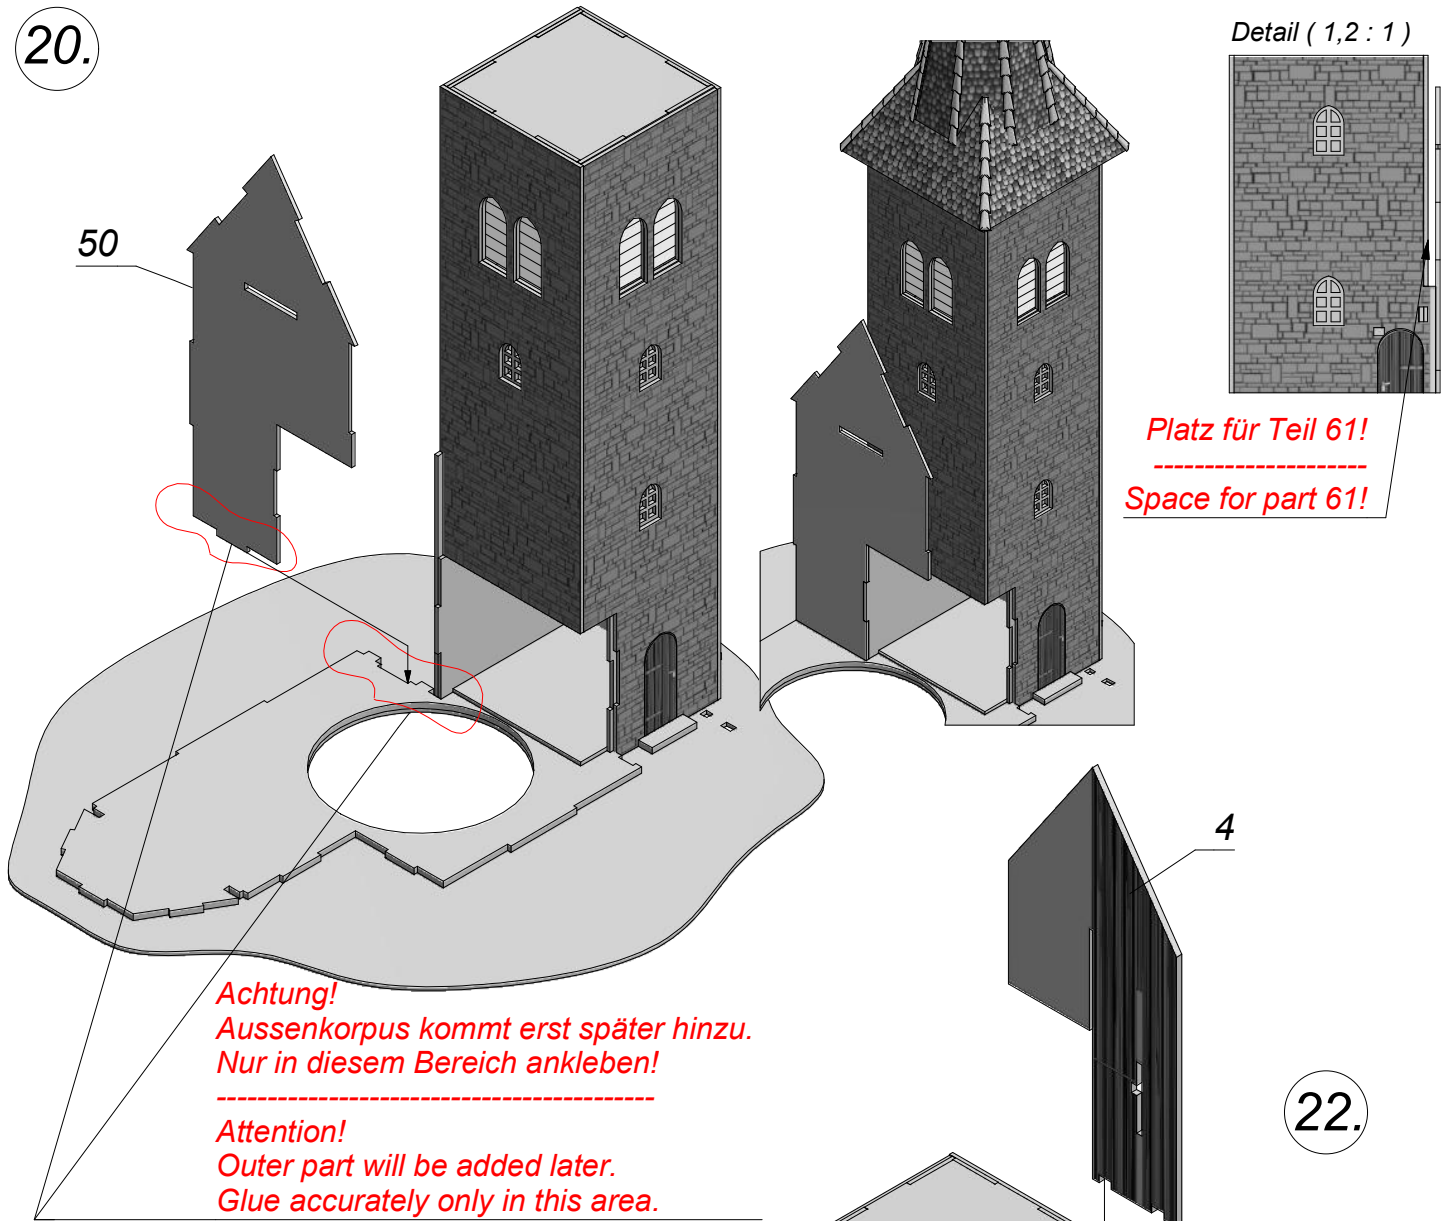 20.
50
Detail ( 1,2 : 1 )
Platz für Teil 61!
---------------------
Space for part 61!
4
Achtung!
Aussenkorpus kommt erst später hinzu.
Nur in diesem Bereich ankleben!
-------------------------------------------
Attention!
Outer part will be added later.
Glue accurately only in this area.
22.